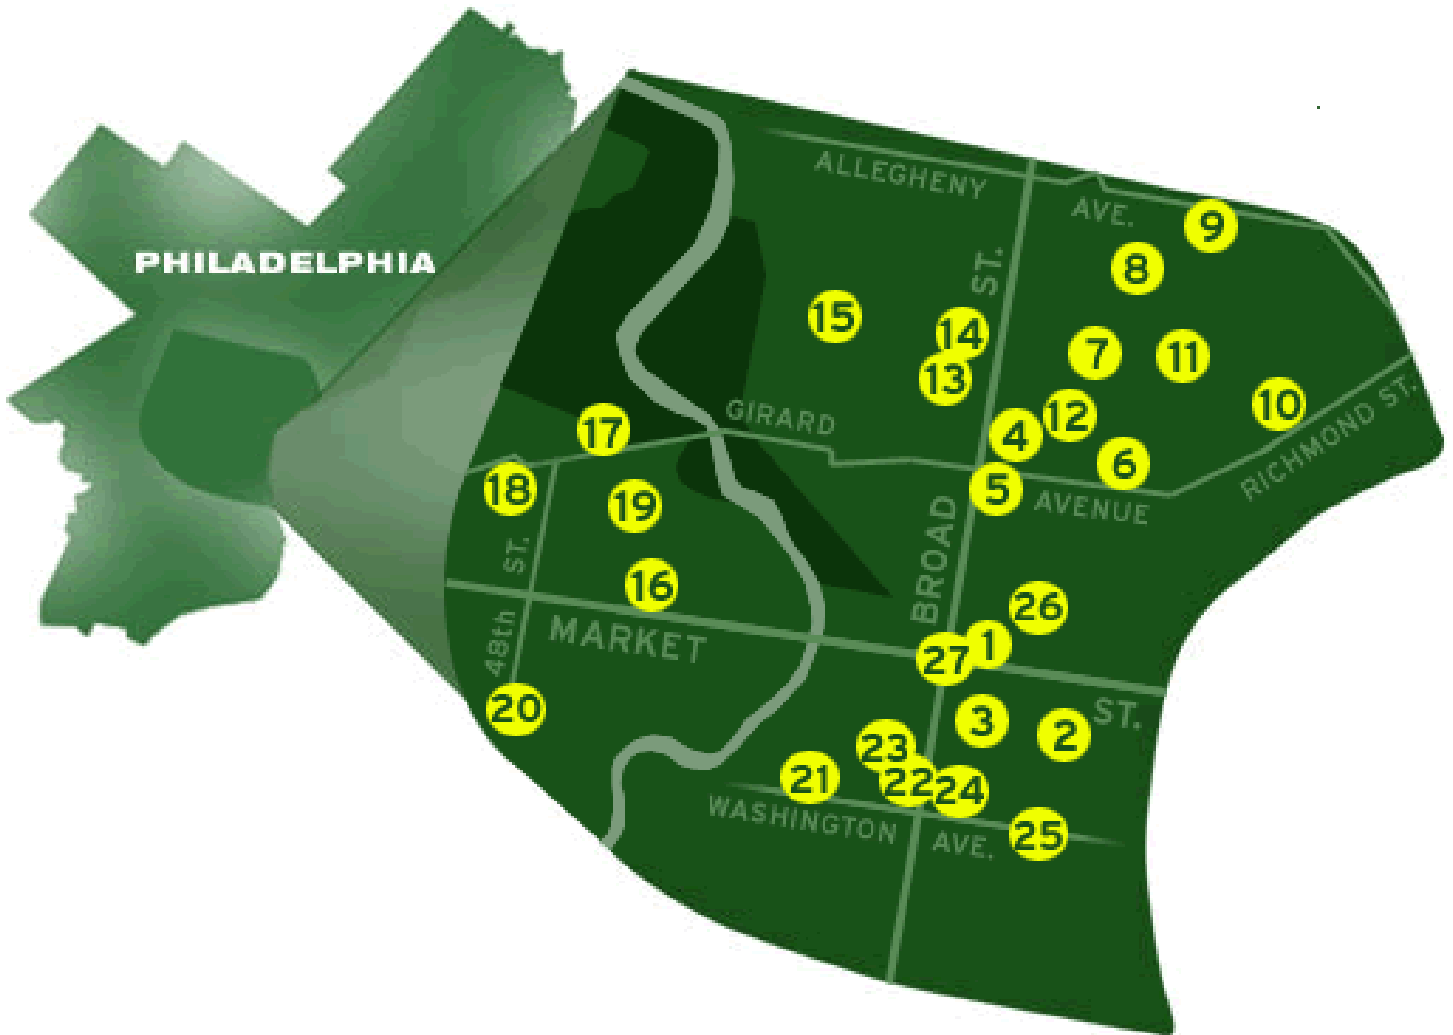 ALLEGHENY
AVE.
9
8
PHILADELPHIA
ST.
15
14
7
11
13
10
GIRARD
12
17
4
RICHMOND ST.
6
18
5
19
AVENUE
BROAD
ST.
16
26
48th
MARKET
1
27
20
ST.
3
2
23
21
22
24
WASHINGTON
AVE.
25